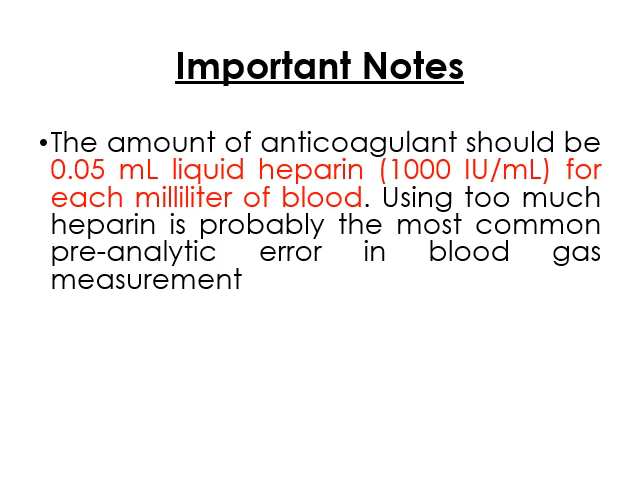 Important Notes
•The amount of anticoagulant should be
0.05 mL liquid heparin (1000 IU/mL) for
each milliliter of blood. Using too much
heparin is probably the most common
pre-analytic error in blood gas
measurement